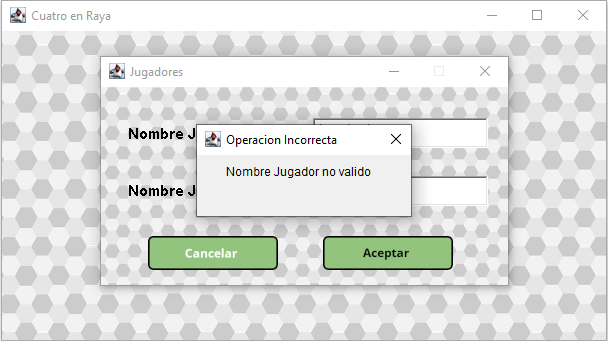 Cuatro en Raya
Jugadores
Nombre J
Operacion Incorrecta
Nombre Jugador no valido
Nombre J
Cancelar
Aceptar